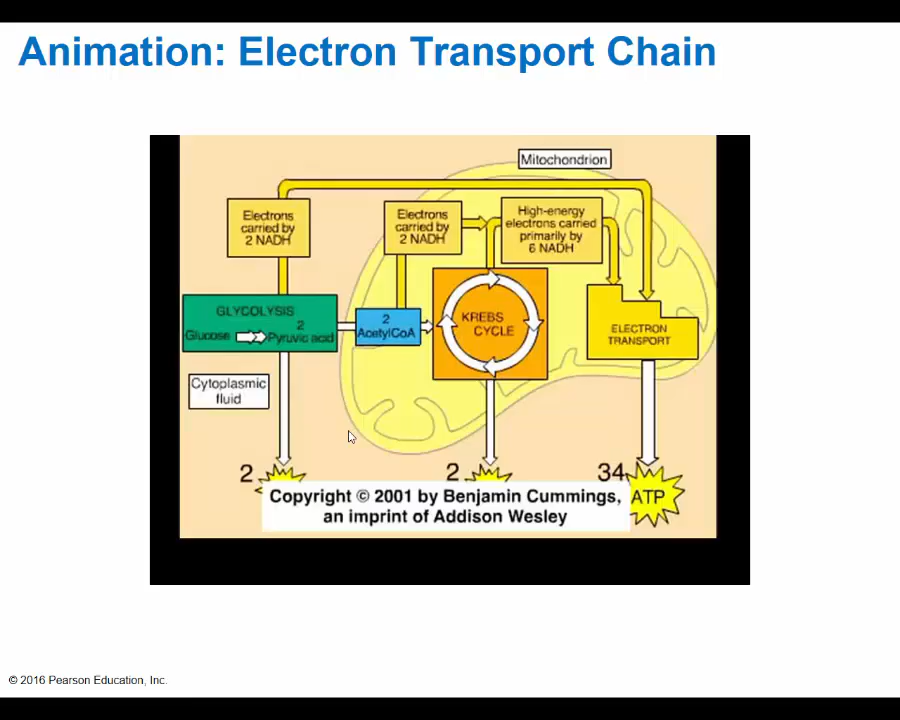 Animation: Electron Transport Chain
Mitochondrion
Electrons
carried by
2 NADH
Electrons
carried by
2 NADH
High-energy
electrons carried
primarily by
6 NADH
GLYCOLYSIS
2
Glucose Pyruvic acid
2
AcetylCoA
KREBS
CYCLE
ELECTRON
TRANSPORT
Cytoplasmic
fluid
2
2
34
ATP
Copyright © 2001 by Benjamin Cummings,
an imprint of Addison Wesley
© 2016 Pearson Education, Inc.